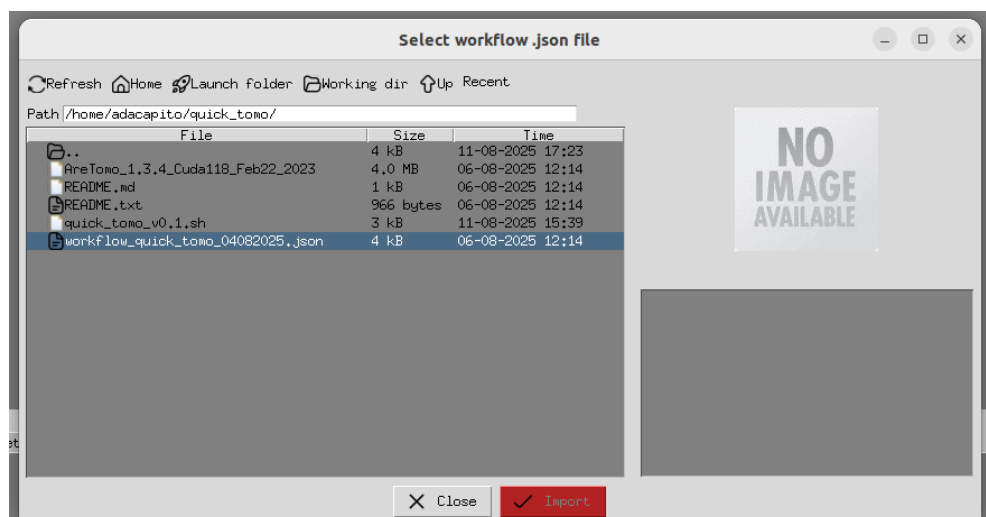 Select workflow .json file
Refresh Home Launch folder Working dir Up Recent
Path /home/adacapito/quick_tomo/
File Size Time
.. 4 kB 11-08-2025 17:23
AreTomo_1.3.4_Cuda118_Feb22_2023 4.0 MB 06-08-2025 12:14
README.md 1 kB 06-08-2025 12:14
README.txt 966 bytes 06-08-2025 12:14
quick_tomo_v0.1.sh 3 kB 11-08-2025 15:39
workflow_quick_tomo_04082025.json 4 kB 06-08-2025 12:14
NO
IMAGE
AVAILABLE
et
Close Import